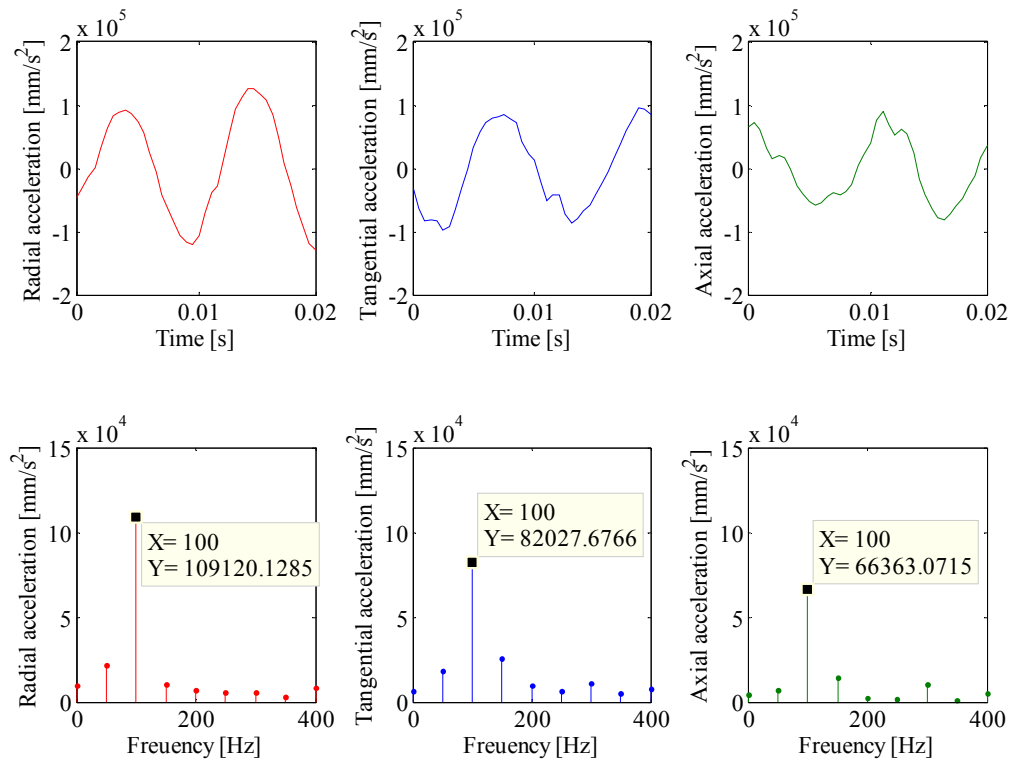 x 10^5
Radial acceleration [mm/s^2]
2
1
0
-1
-2
0 0.01 0.02
Time [s]
x 10^5
Tangential acceleration [mm/s^2]
2
1
0
-1
-2
0 0.01 0.02
Time [s]
x 10^5
Axial acceleration [mm/s^2]
2
1
0
-1
-2
0 0.01 0.02
Time [s]
x 10^4
Radial acceleration [mm/s^2]
15
10
5
0
X= 100
Y= 109120.1285
0 200 400
Freuency [Hz]
x 10^4
Tangential acceleration [mm/s^2]
15
10
5
0
X= 100
Y= 82027.6766
0 200 400
Freuency [Hz]
x 10^4
Axial acceleration [mm/s^2]
15
10
5
0
X= 100
Y= 66363.0715
0 200 400
Freuency [Hz]